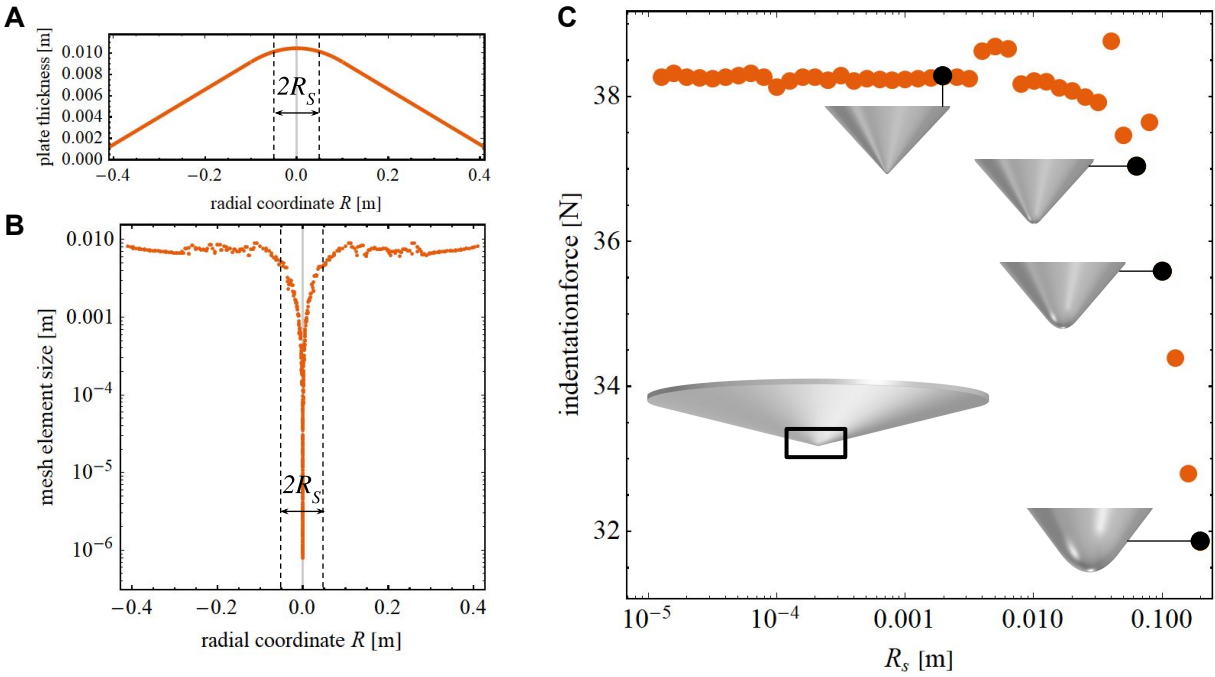 A
plate thickness [m]
0.010
0.008
0.006
0.004
0.002
0.000
2R_S
−0.4 −0.2 0.0 0.2 0.4
radial coordinate R [m]
B
mesh element size [m]
0.010
0.001
10^−4
10^−5
10^−6
2R_S
−0.4 −0.2 0.0 0.2 0.4
radial coordinate R [m]
C
indentationforce [N]
38
36
34
32
10^−5 10^−4 0.001 0.010 0.100
R_s [m]